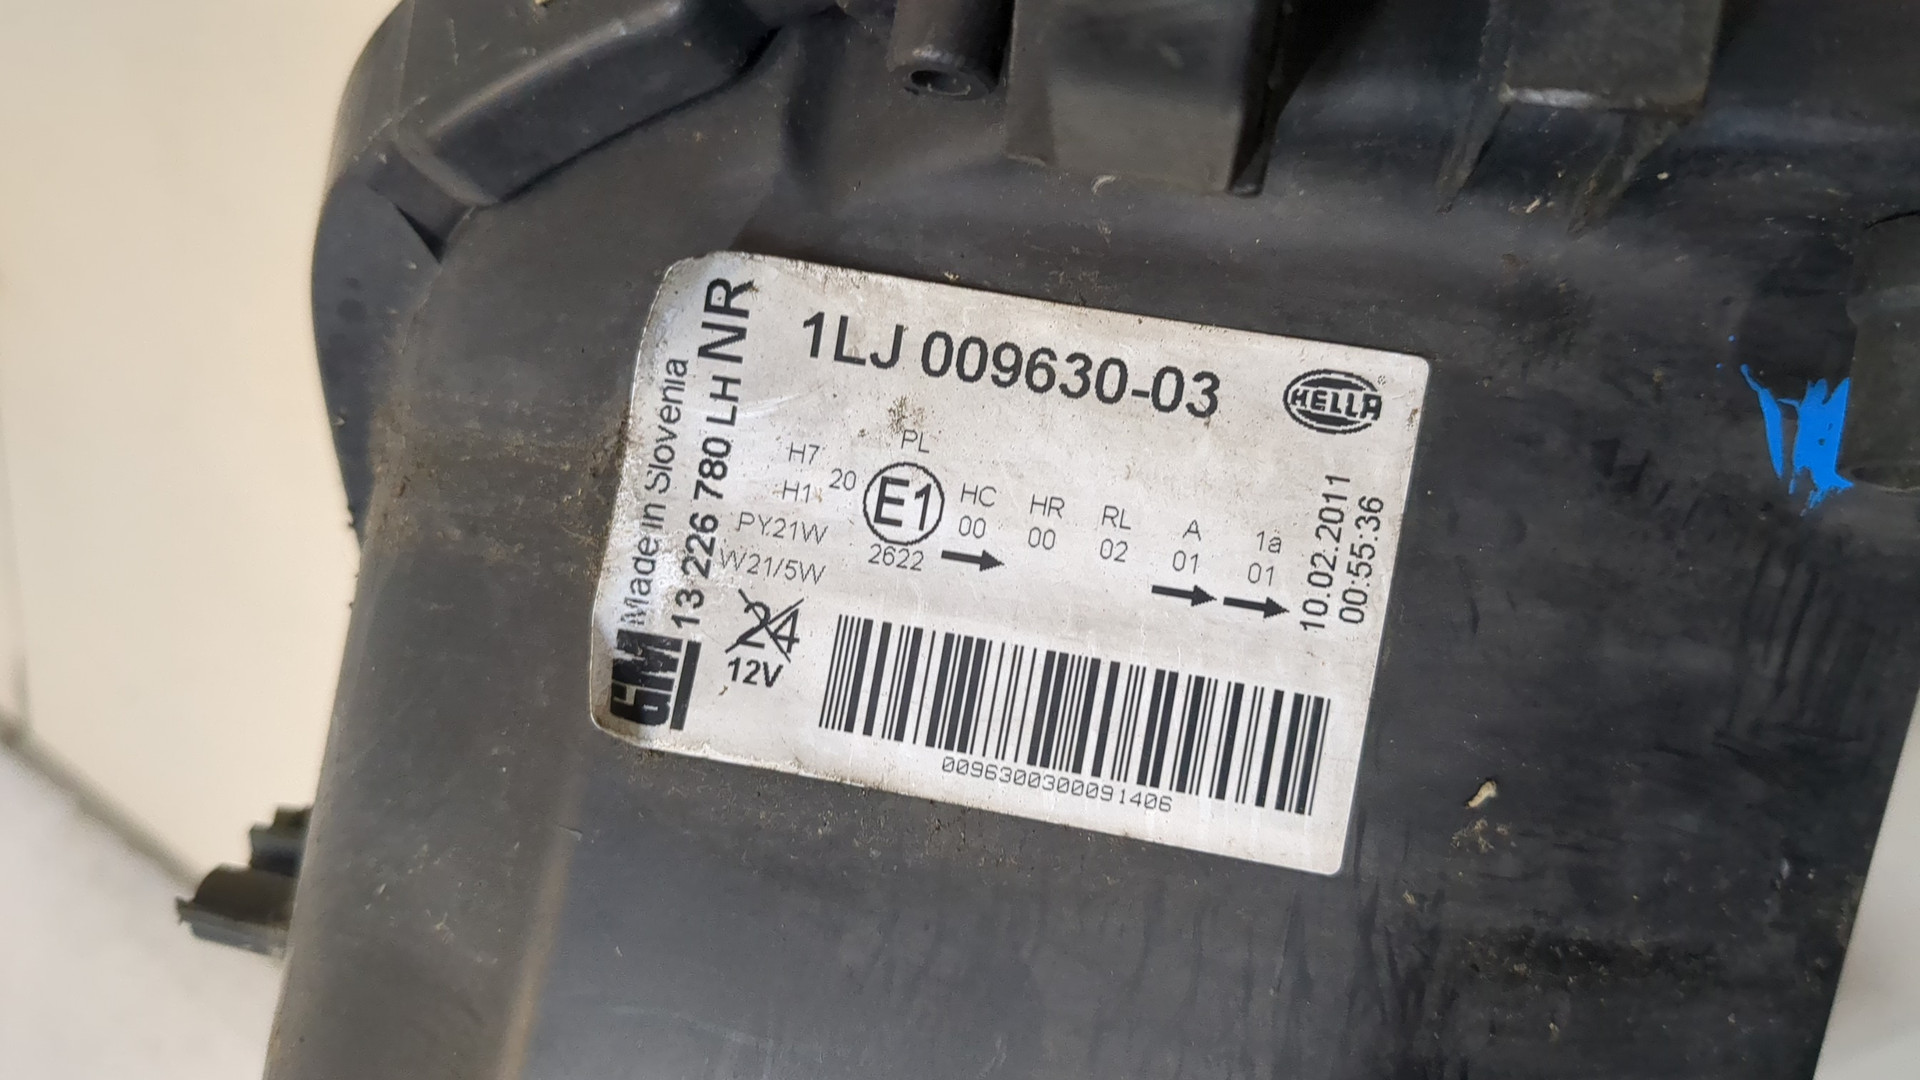 1LJ 009630-03
HELLA
GM Made in Slovenia
13 226 780 LH NR
H7
H1
PY21W
W21/5W
PL
20
E1
2622
HC
00
HR
00
RL
02
A
01
1a
01
10.02.2011
00:55:36
24
12V
0096300300091406